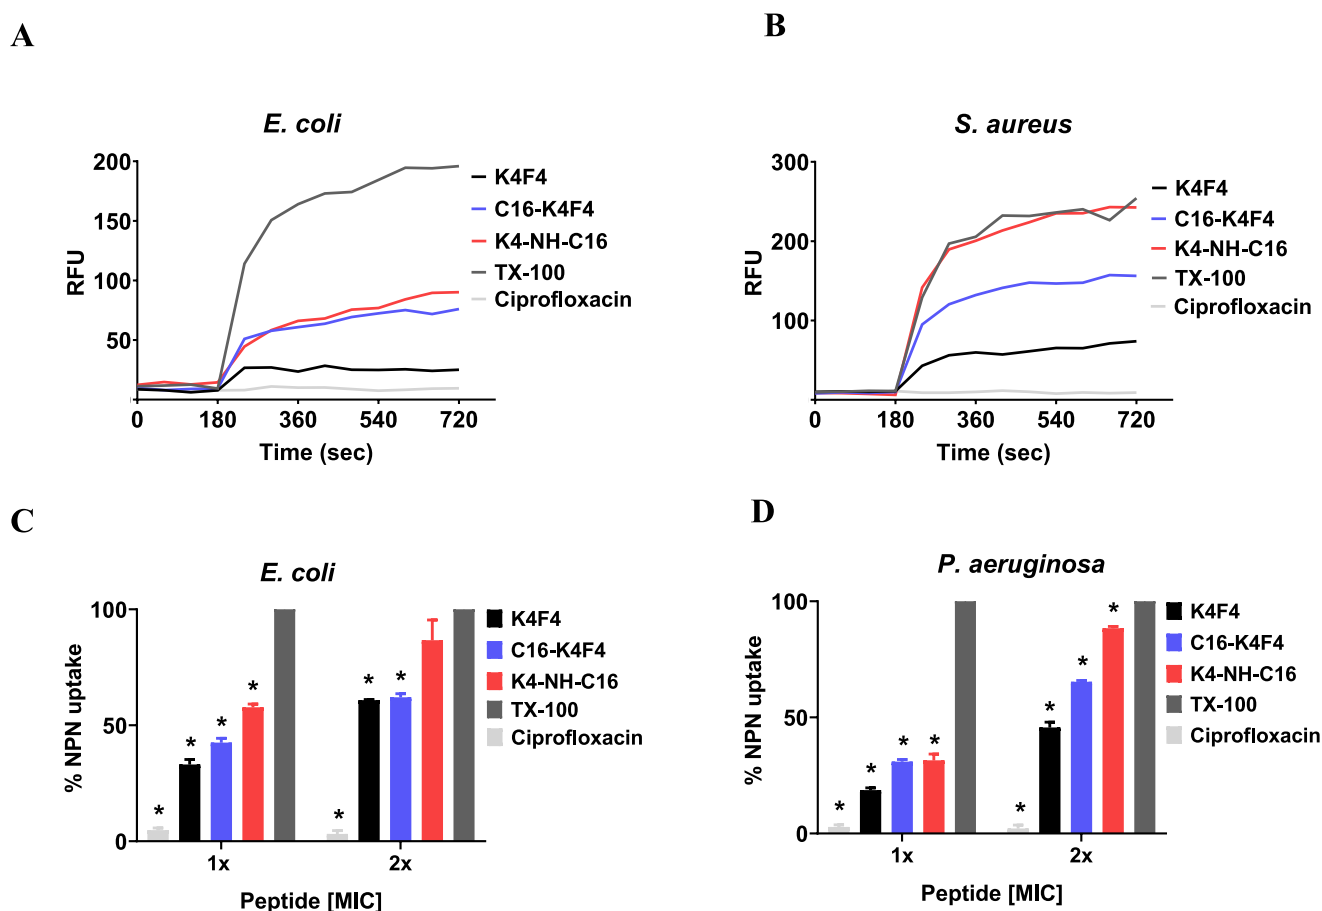 A
E. coli
200
150
100
50
0
RFU
0 180 360 540 720
Time (sec)
K4F4
C16-K4F4
K4-NH-C16
TX-100
Ciprofloxacin
B
S. aureus
300
200
100
RFU
0 180 360 540 720
Time (sec)
K4F4
C16-K4F4
K4-NH-C16
TX-100
Ciprofloxacin
C
E. coli
100
50
0
% NPN uptake
* * * *
* * *
1x 2x
Peptide [MIC]
K4F4
C16-K4F4
K4-NH-C16
TX-100
Ciprofloxacin
D
P. aeruginosa
100
50
0
% NPN uptake
* * * *
* * * *
1x 2x
Peptide [MIC]
K4F4
C16-K4F4
K4-NH-C16
TX-100
Ciprofloxacin